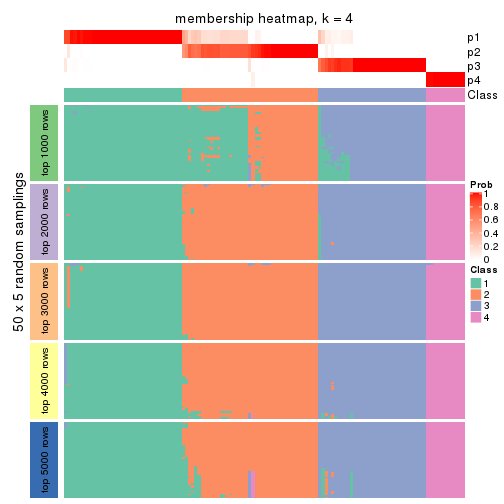 membership heatmap, k = 4
p1
p2
p3
p4
Class
50 x 5 random samplings
top 1000 rows
top 2000 rows
top 3000 rows
top 4000 rows
top 5000 rows
Prob
1
0.8
0.6
0.4
0.2
0
Class
1
2
3
4